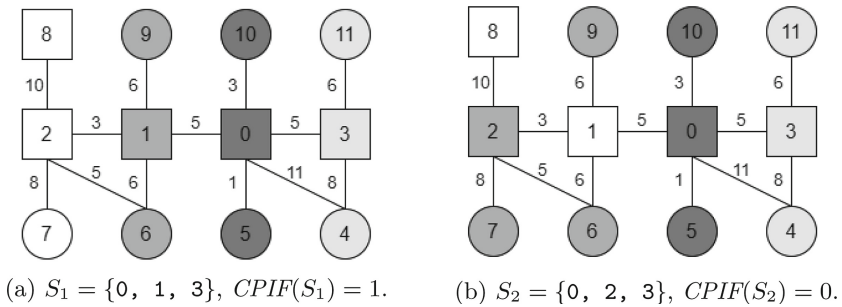 8 9 10 11 8 9 10 11
10 6 3 6 10 6 3 6
2 3 1 5 0 5 3 2 3 1 5 0 5 3
8 5 6 1 11 8 8 5 6 1 11 8
7 6 5 4 7 6 5 4
(a) S₁ = {0, 1, 3}, CPIF(S₁) = 1. (b) S₂ = {0, 2, 3}, CPIF(S₂) = 0.